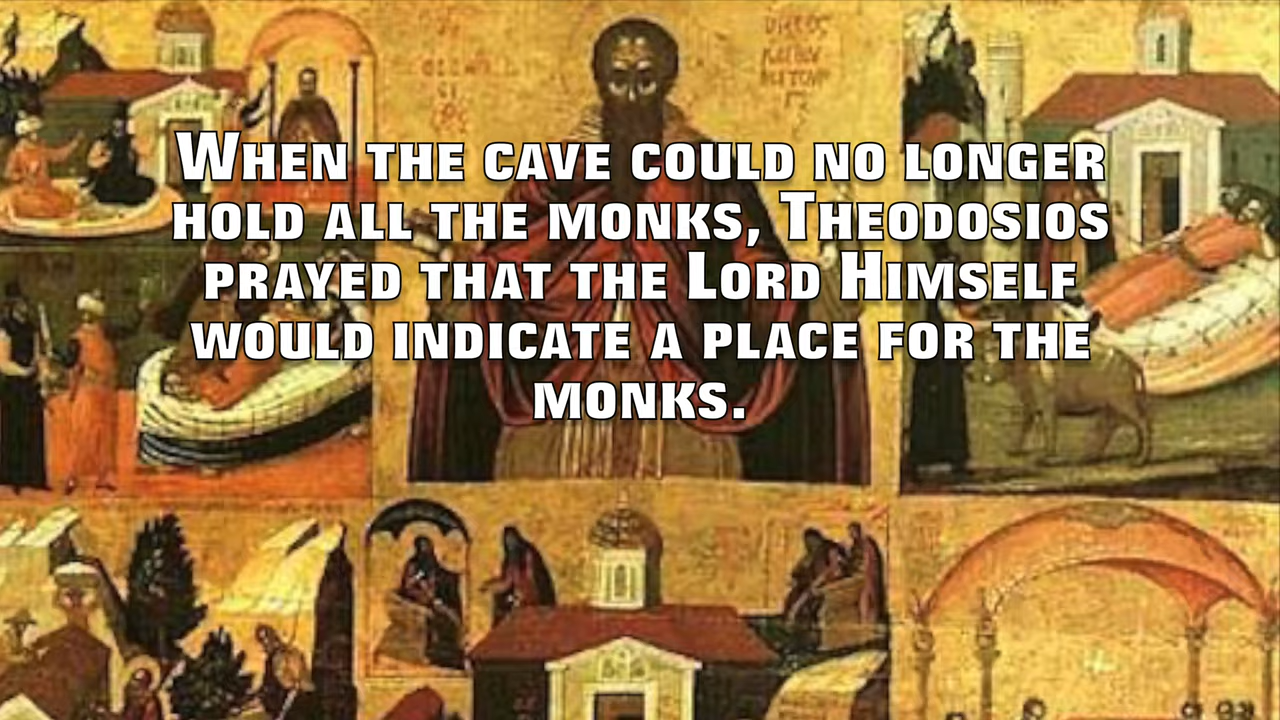 When the cave could no longer
hold all the monks, Theodosios
prayed that the Lord Himself
would indicate a place for the
monks.